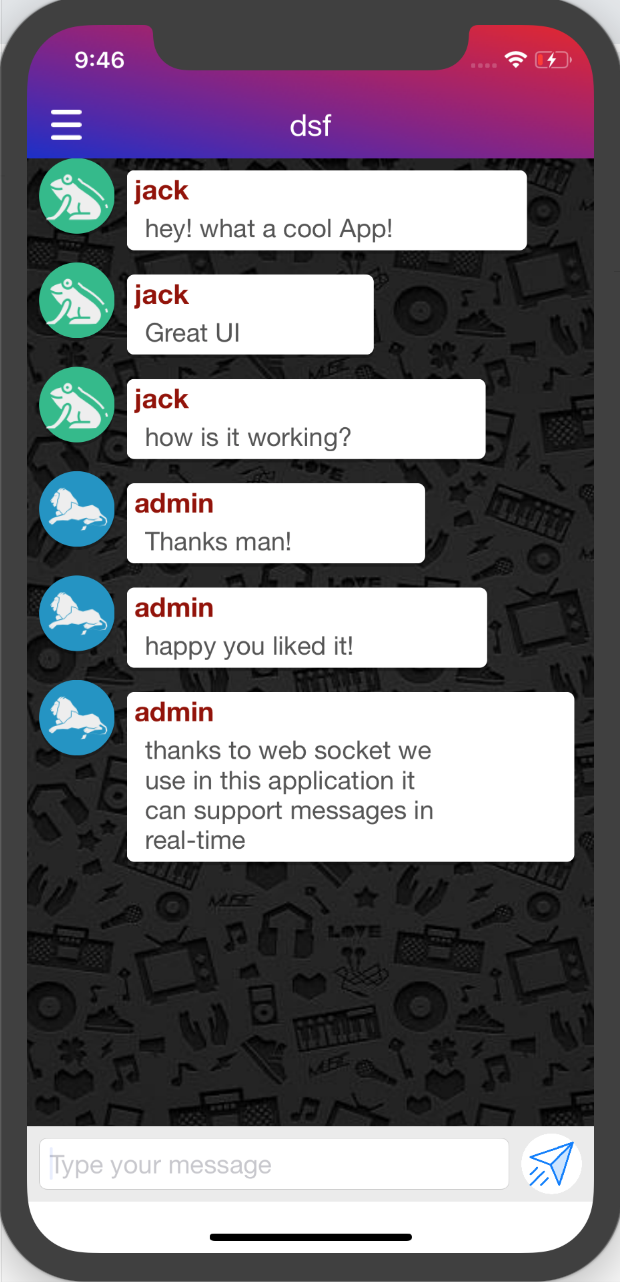 9:46
dsf
jack
hey! what a cool App!
jack
Great UI
jack
how is it working?
admin
Thanks man!
admin
happy you liked it!
admin
thanks to web socket we
use in this application it
can support messages in
real-time
LOVE
Type your message